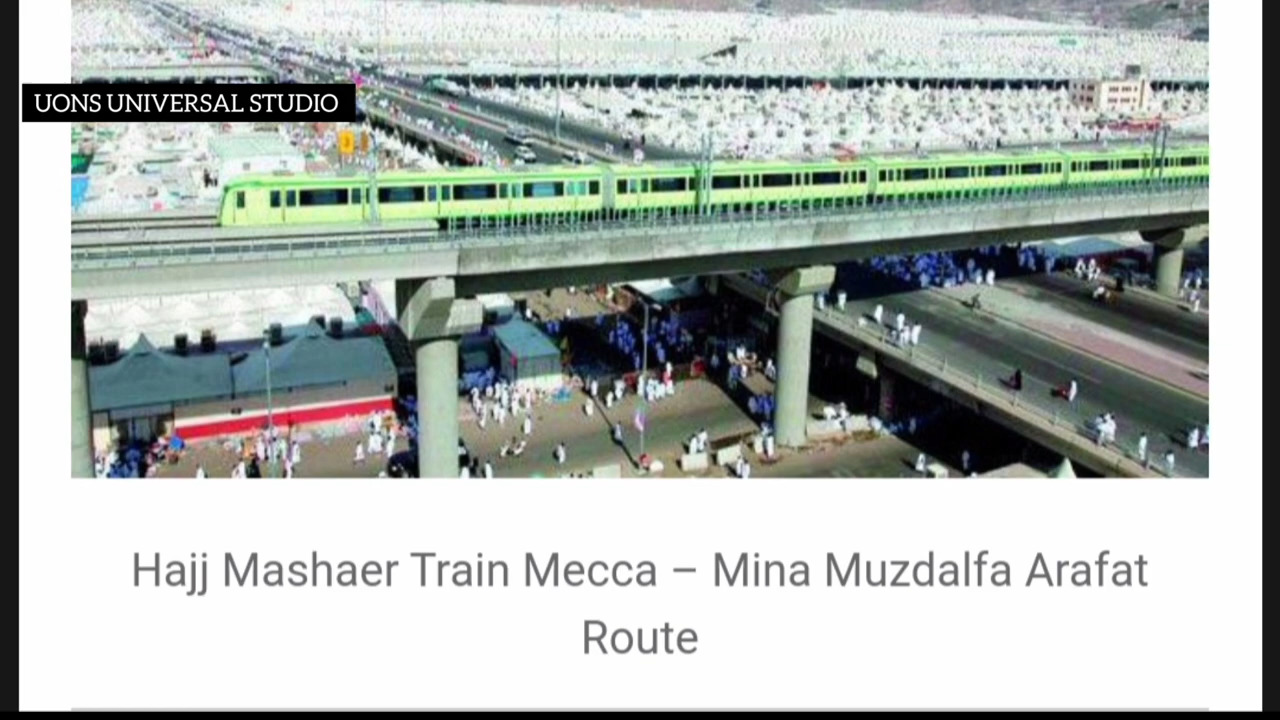 UONS UNIVERSAL STUDIO
Hajj Mashaer Train Mecca – Mina Muzdalfa Arafat
Route